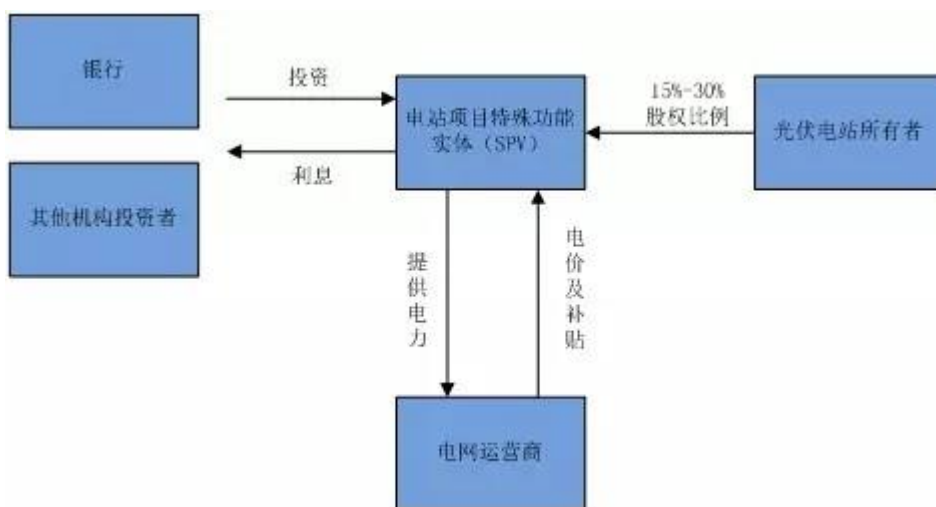 银行
投资
15%-30%
股权比例
电站项目特殊功能
实体（SPV）
光伏电站所有者
利息
其他机构投资者
提供电力
电价及补贴
电网运营商